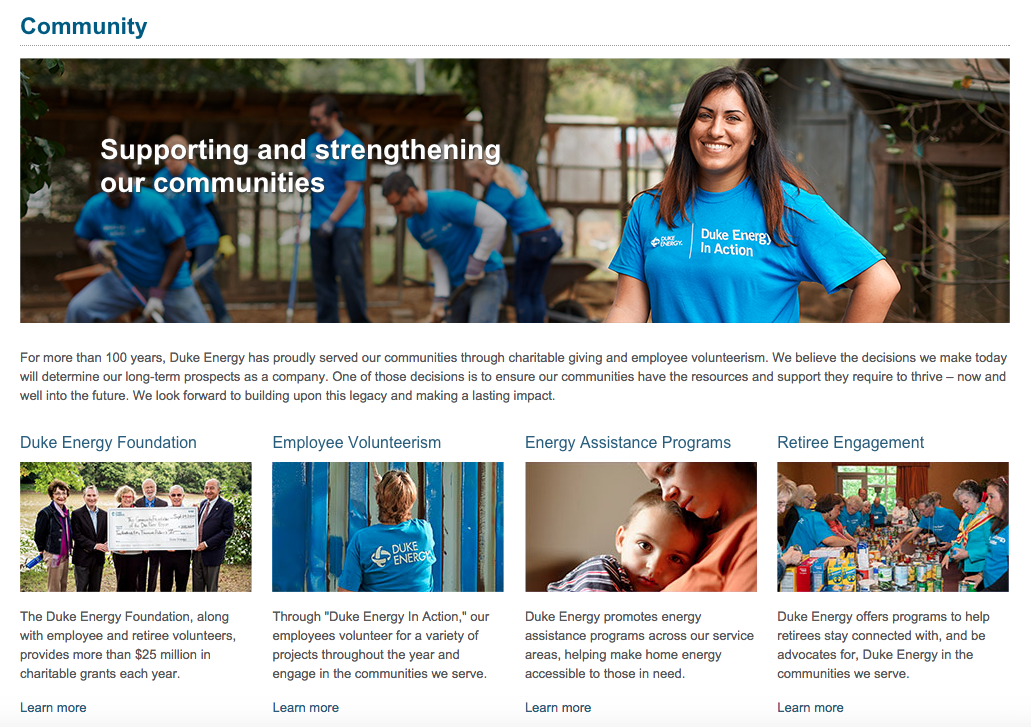 Community
Supporting and strengthening
our communities
DUKE
ENERGY.
Duke Energy
In Action
For more than 100 years, Duke Energy has proudly served our communities through charitable giving and employee volunteerism. We believe the decisions we make today
will determine our long-term prospects as a company. One of those decisions is to ensure our communities have the resources and support they require to thrive – now and
well into the future. We look forward to building upon this legacy and making a lasting impact.
Duke Energy Foundation
Employee Volunteerism
Energy Assistance Programs
Retiree Engagement
DUKE
ENERGY
The Duke Energy Foundation, along
with employee and retiree volunteers,
provides more than $25 million in
charitable grants each year.
Learn more
Through "Duke Energy In Action," our
employees volunteer for a variety of
projects throughout the year and
engage in the communities we serve.
Learn more
Duke Energy promotes energy
assistance programs across our service
areas, helping make home energy
accessible to those in need.
Learn more
Duke Energy offers programs to help
retirees stay connected with, and be
advocates for, Duke Energy in the
communities we serve.
Learn more